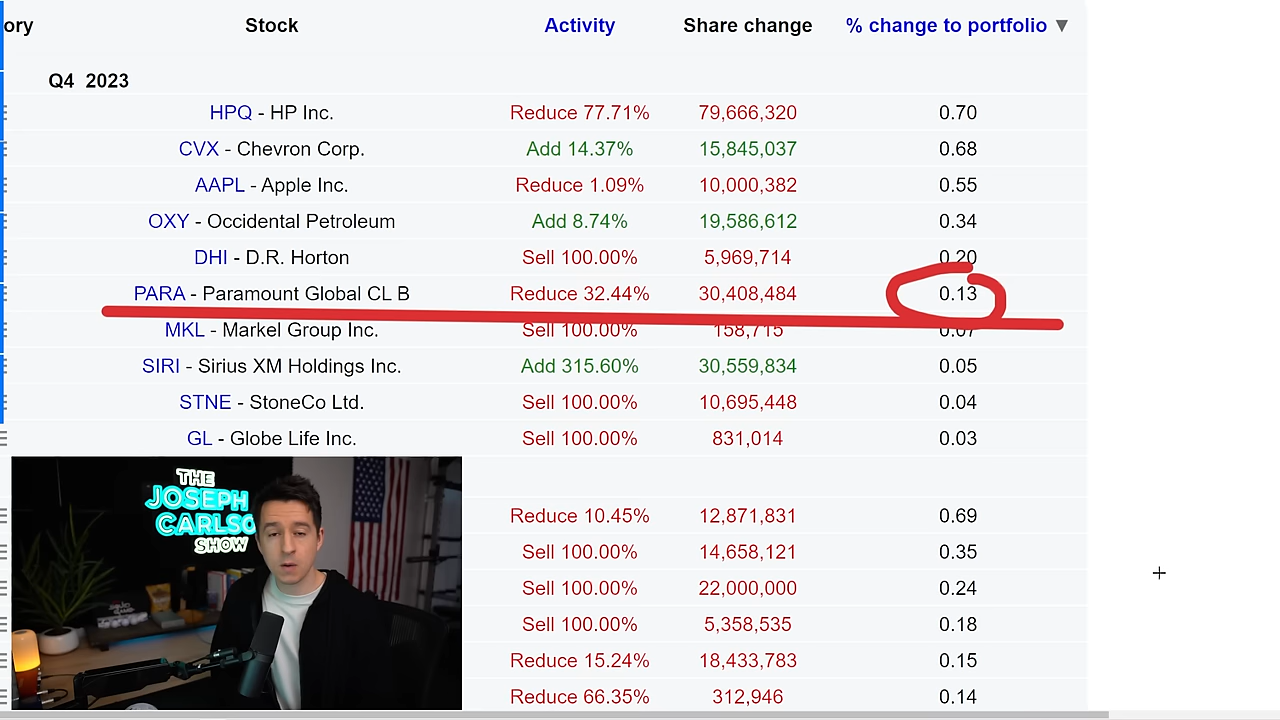 ory Stock Activity Share change % change to portfolio ▼
Q4 2023
HPQ - HP Inc. Reduce 77.71% 79,666,320 0.70
CVX - Chevron Corp. Add 14.37% 15,845,037 0.68
AAPL - Apple Inc. Reduce 1.09% 10,000,382 0.55
OXY - Occidental Petroleum Add 8.74% 19,586,612 0.34
DHI - D.R. Horton Sell 100.00% 5,969,714 0.20
PARA - Paramount Global CL B Reduce 32.44% 30,408,484 0.13
MKL - Markel Group Inc. Sell 100.00% 158,715 0.07
SIRI - Sirius XM Holdings Inc. Add 315.60% 30,559,834 0.05
STNE - StoneCo Ltd. Sell 100.00% 10,695,448 0.04
GL - Globe Life Inc. Sell 100.00% 831,014 0.03
THE
JOSEPH
CARLSO
SHOW
Reduce 10.45% 12,871,831 0.69
Sell 100.00% 14,658,121 0.35
Sell 100.00% 22,000,000 0.24
Sell 100.00% 5,358,535 0.18
Reduce 15.24% 18,433,783 0.15
Reduce 66.35% 312,946 0.14